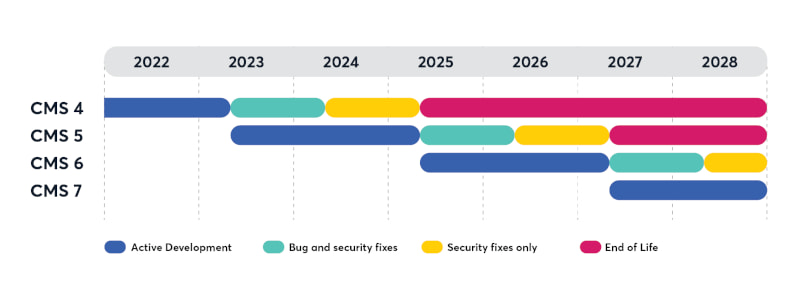 2022 2023 2024 2025 2026 2027 2028
CMS 4
CMS 5
CMS 6
CMS 7
Active Development Bug and security fixes Security fixes only End of Life